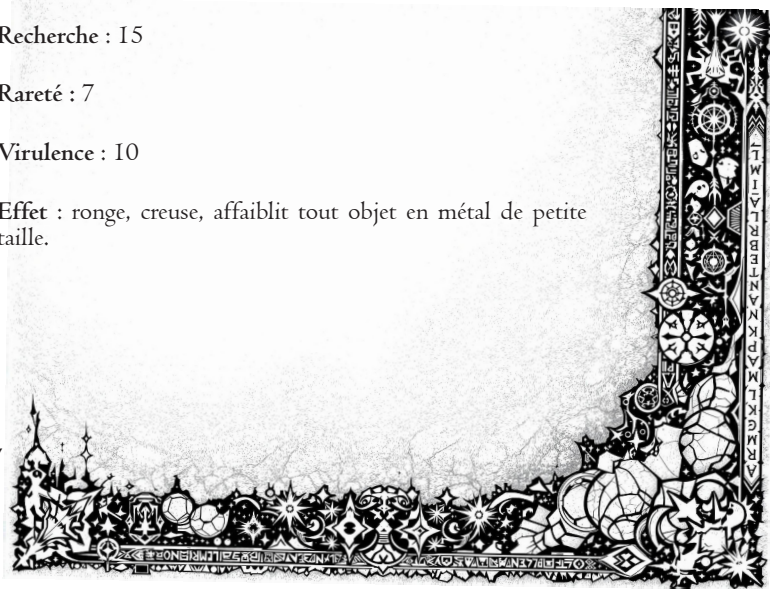 Recherche : 15
Rareté : 7
Virulence : 10
Effet : ronge, creuse, affaiblit tout objet en métal de petite
taille.